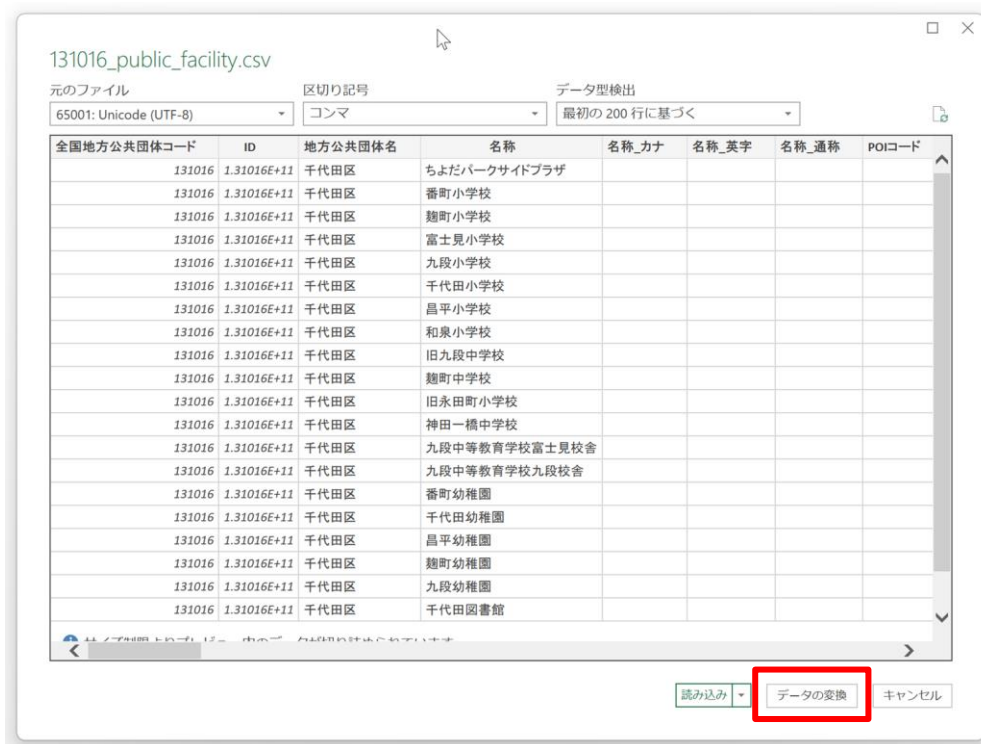 131016_public_facility.csv
元のファイル 区切り記号 データ型検出
65001: Unicode (UTF-8) コンマ 最初の 200 行に基づく
全国地方公共団体コード ID 地方公共団体名 名称 名称_カナ 名称_英字 名称_通称 POIコード
131016 1.31016E+11 千代田区 ちよだパークサイドプラザ
131016 1.31016E+11 千代田区 番町小学校
131016 1.31016E+11 千代田区 麹町小学校
131016 1.31016E+11 千代田区 富士見小学校
131016 1.31016E+11 千代田区 九段小学校
131016 1.31016E+11 千代田区 千代田小学校
131016 1.31016E+11 千代田区 昌平小学校
131016 1.31016E+11 千代田区 和泉小学校
131016 1.31016E+11 千代田区 旧九段中学校
131016 1.31016E+11 千代田区 麹町中学校
131016 1.31016E+11 千代田区 旧永田町小学校
131016 1.31016E+11 千代田区 神田一橋中学校
131016 1.31016E+11 千代田区 九段中等教育学校富士見校舎
131016 1.31016E+11 千代田区 九段中等教育学校九段校舎
131016 1.31016E+11 千代田区 番町幼稚園
131016 1.31016E+11 千代田区 千代田幼稚園
131016 1.31016E+11 千代田区 昌平幼稚園
131016 1.31016E+11 千代田区 麹町幼稚園
131016 1.31016E+11 千代田区 九段幼稚園
131016 1.31016E+11 千代田区 千代田図書館
読み込み データの変換 キャンセル